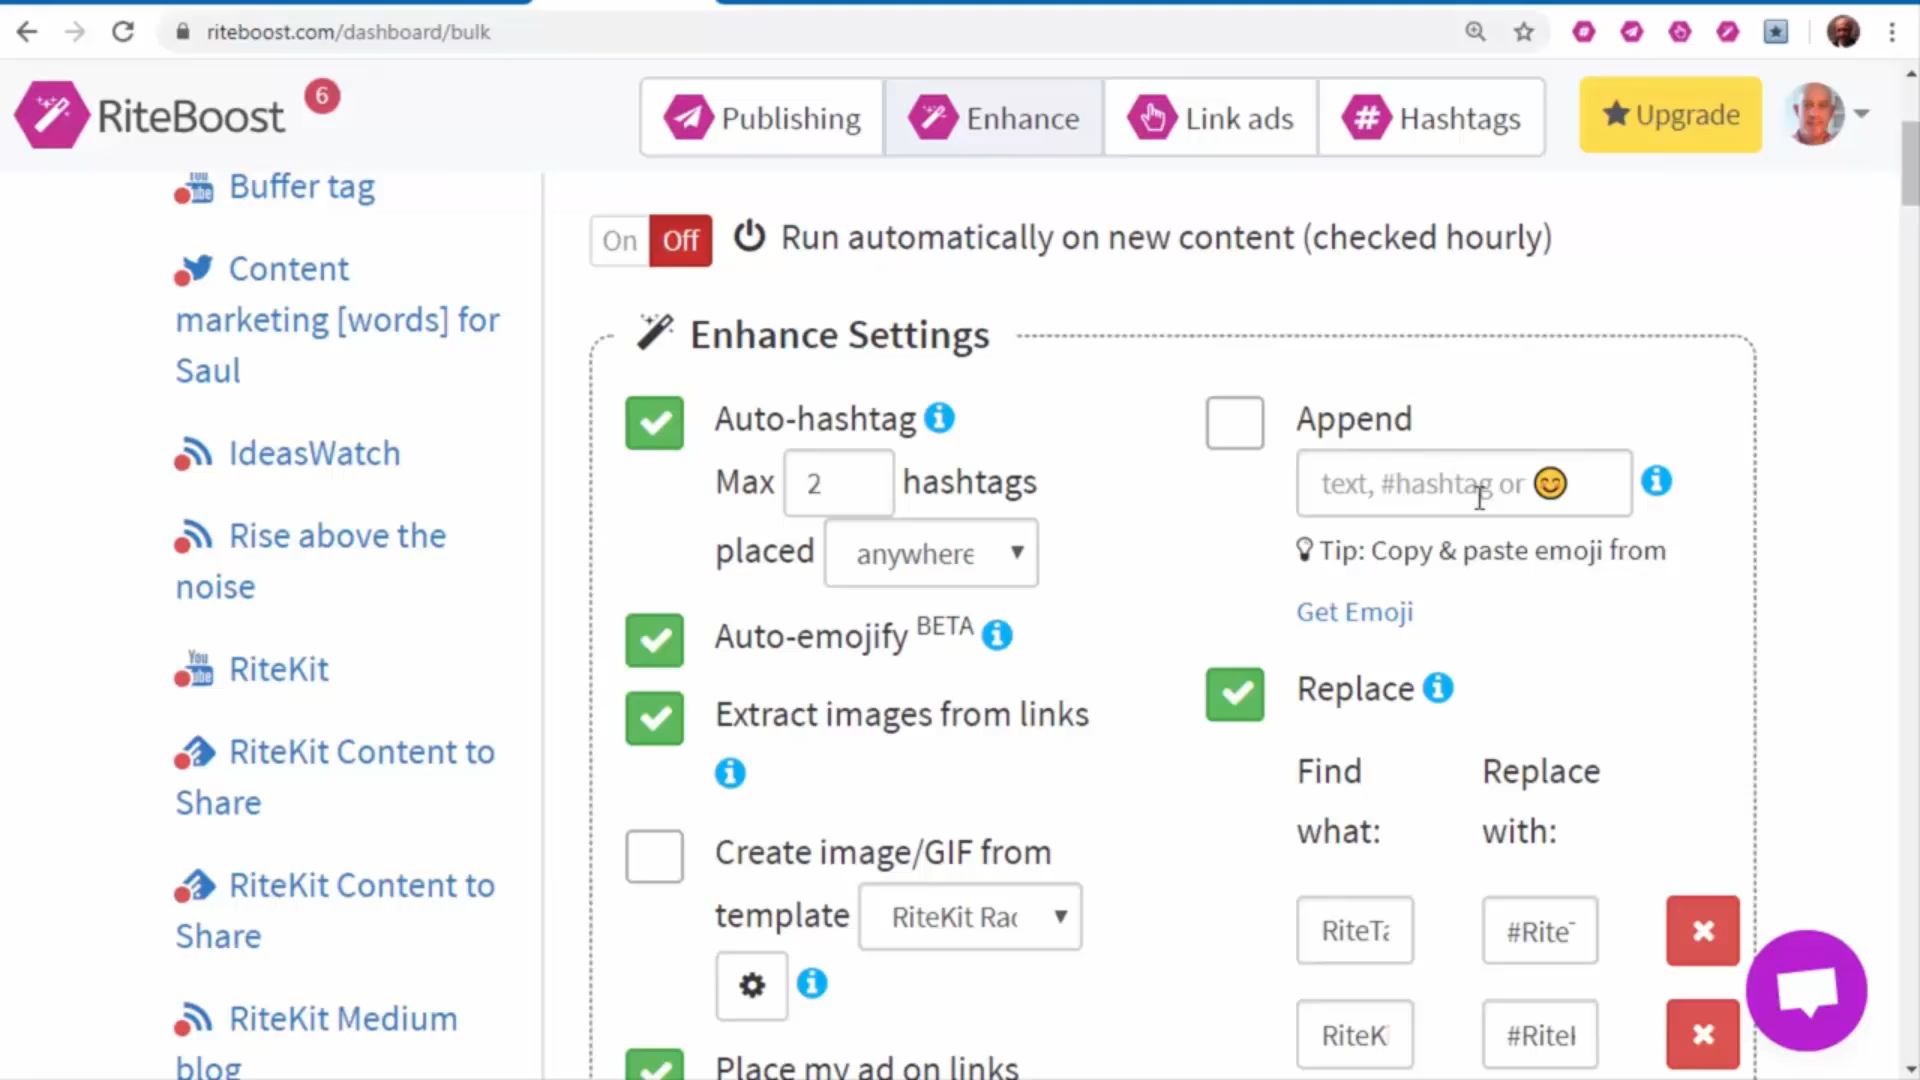 riteboost.com/dashboard/bulk
RiteBoost
6
Publishing
Enhance
Link ads
Hashtags
Upgrade
Buffer tag
Content
marketing [words] for
Saul
IdeasWatch
Rise above the
noise
RiteKit
RiteKit Content to
Share
RiteKit Content to
Share
RiteKit Medium
blog
On Off Run automatically on new content (checked hourly)
Enhance Settings
Auto-hashtag
Max 2 hashtags
placed anywhere
Auto-emojify BETA
Extract images from links
Create image/GIF from
template RiteKit Rac
Place my ad on links
Append
text, #hashtag or 😊
Tip: Copy & paste emoji from
Get Emoji
Replace
Find
what:
Replace
with:
RiteTa
#Rite
RiteK
#Rite